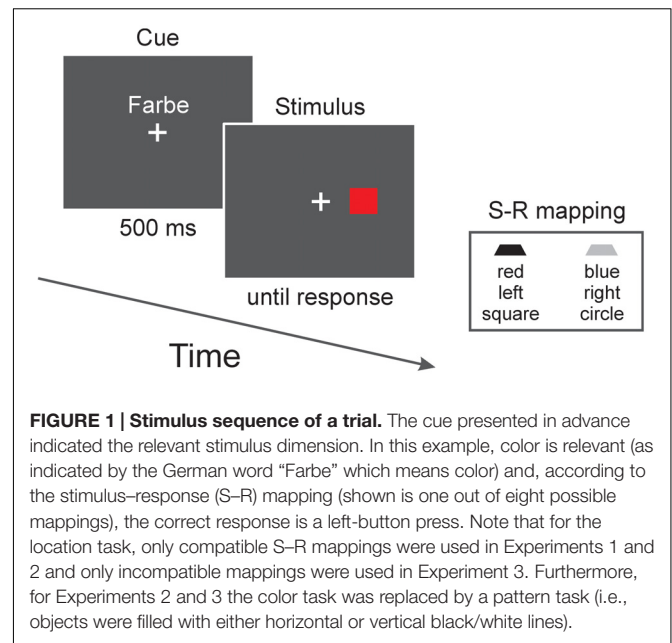 Cue
Farbe
Stimulus
500 ms
until response
Time
S-R mapping
red blue
left right
square circle
FIGURE 1 | Stimulus sequence of a trial. The cue presented in advance
indicated the relevant stimulus dimension. In this example, color is relevant (as
indicated by the German word “Farbe” which means color) and, according to
the stimulus–response (S–R) mapping (shown is one out of eight possible
mappings), the correct response is a left-button press. Note that for the
location task, only compatible S–R mappings were used in Experiments 1 and
2 and only incompatible mappings were used in Experiment 3. Furthermore,
for Experiments 2 and 3 the color task was replaced by a pattern task (i.e.,
objects were filled with either horizontal or vertical black/white lines).